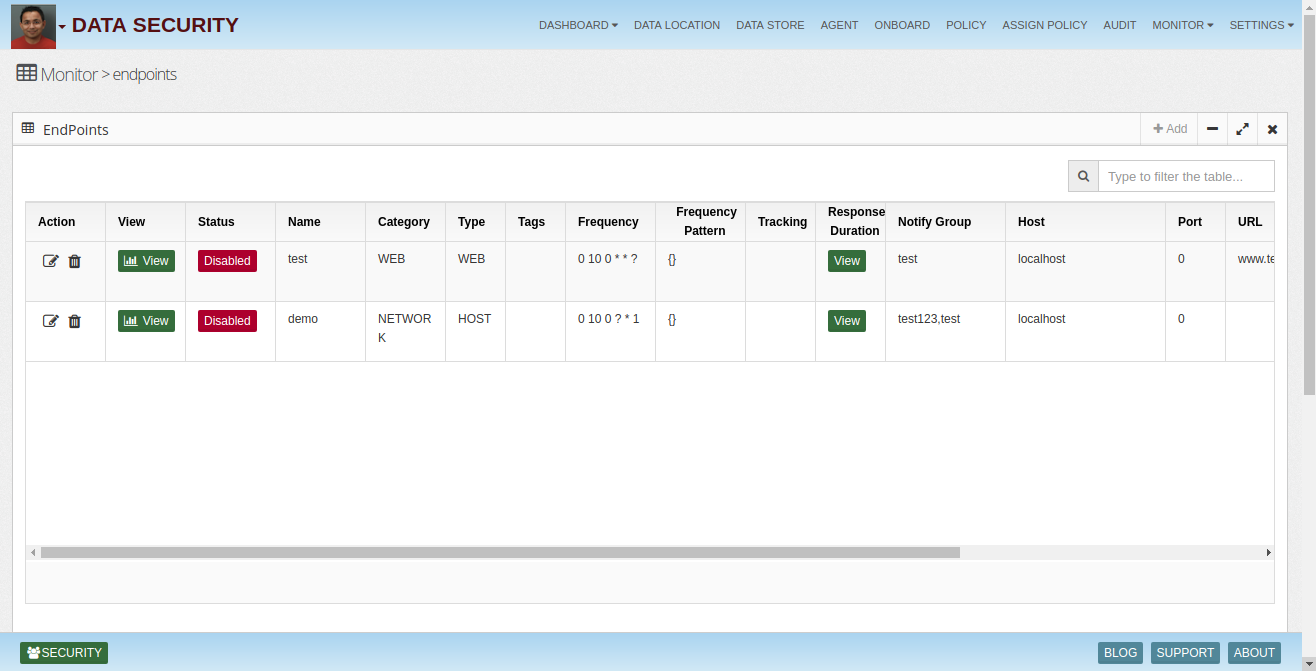 DATA SECURITY
DASHBOARD DATA LOCATION DATA STORE AGENT ONBOARD POLICY ASSIGN POLICY AUDIT MONITOR SETTINGS
Monitor > endpoints
EndPoints
Add
Type to filter the table...
Action View Status Name Category Type Tags Frequency Frequency Pattern Tracking Response Duration Notify Group Host Port URL
View Disabled test WEB WEB 0 10 0 * * ? {} View test localhost 0 www.te
View Disabled demo NETWOR HOST 0 10 0 ? * 1 {} View test123,test localhost 0
K
SECURITY
BLOG SUPPORT ABOUT